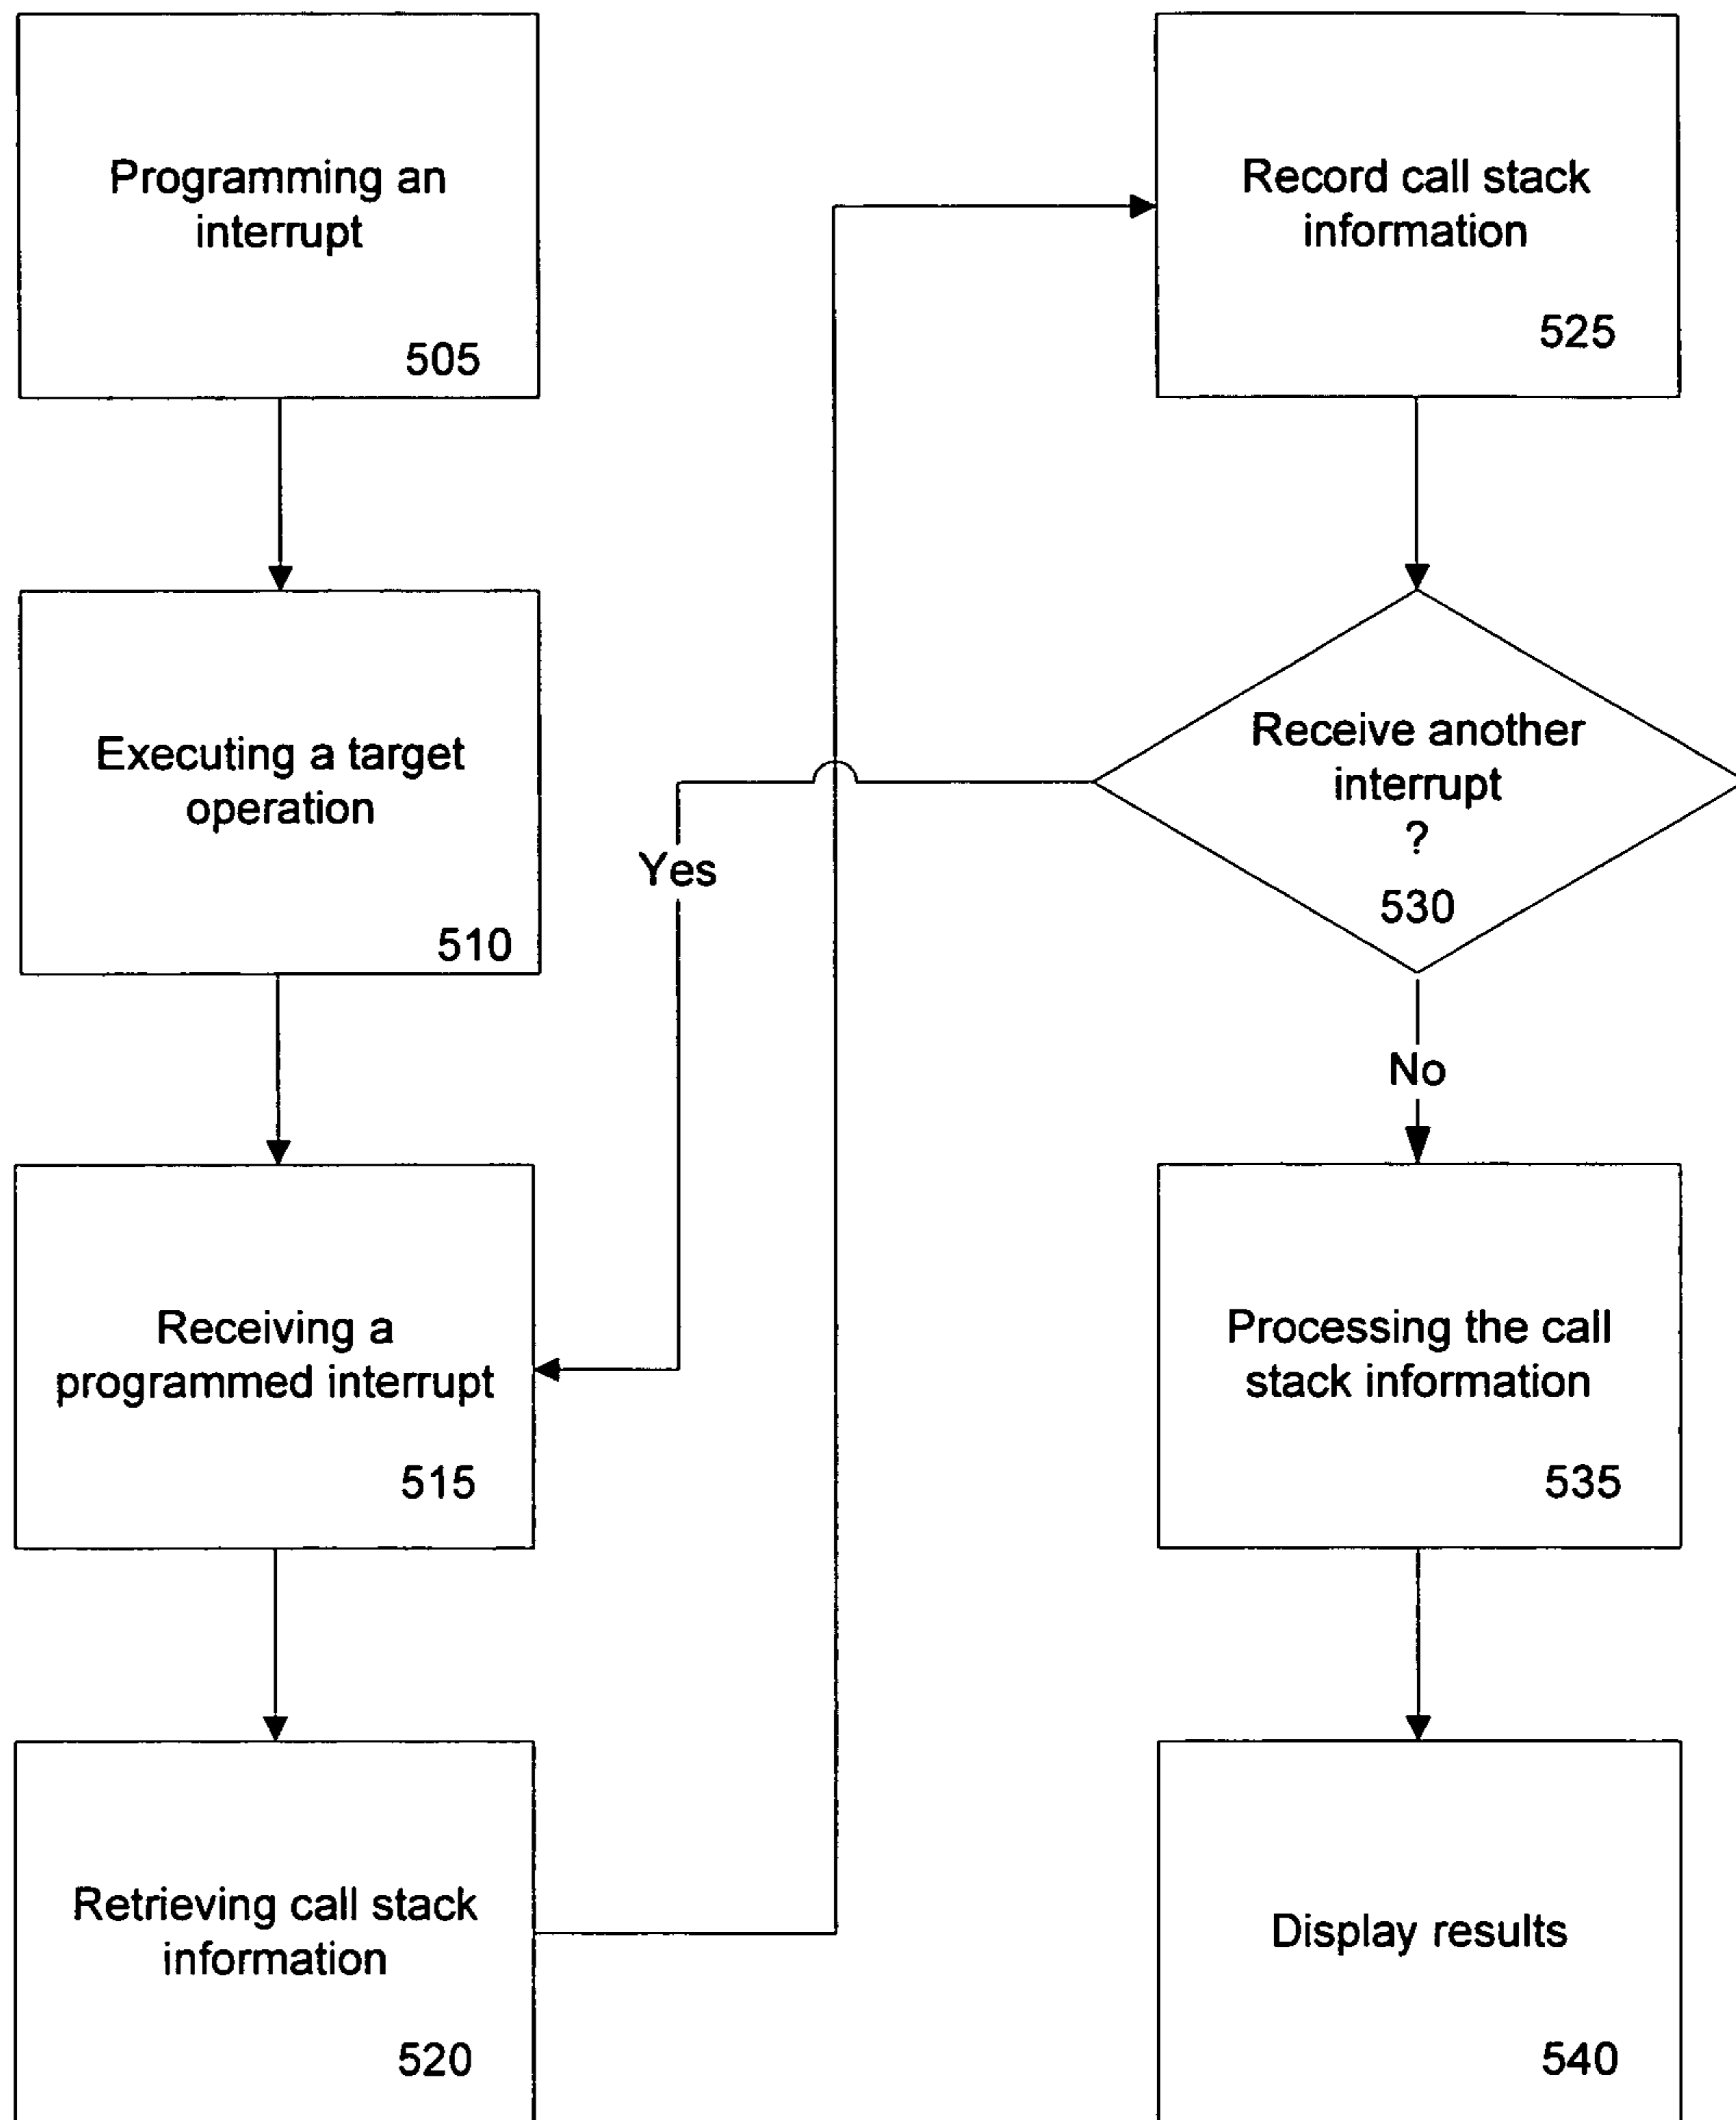 Programming an
interrupt
505
Executing a target
operation
510
Receiving a
programmed interrupt
515
Retrieving call stack
information
520
Record call stack
information
525
Receive another
interrupt
?
530
Yes
No
Processing the call
stack information
535
Display results
540